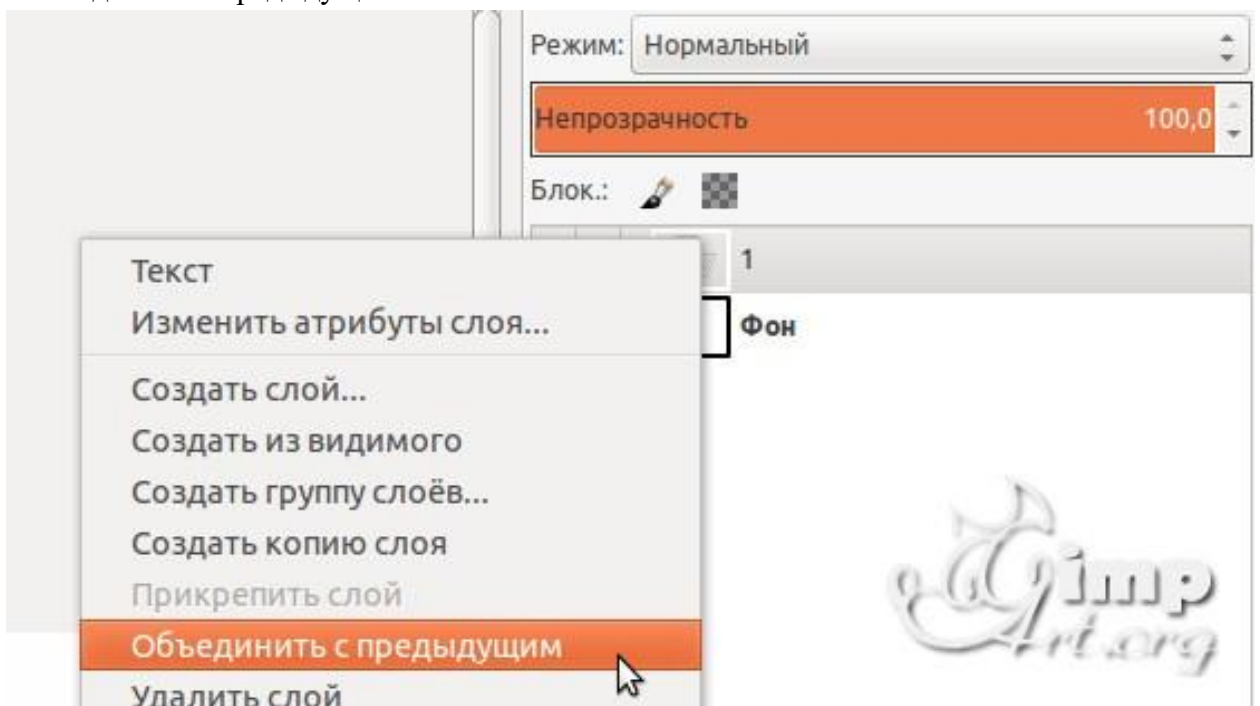 Режим: Нормальный
Непрозрачность 100,0
Блок.:
1
Фон
Текст
Изменить атрибуты слоя...
Создать слой...
Создать из видимого
Создать группу слоёв...
Создать копию слоя
Прикрепить слой
Объединить с предыдущим
Удалить слой
Gimp
Art.org